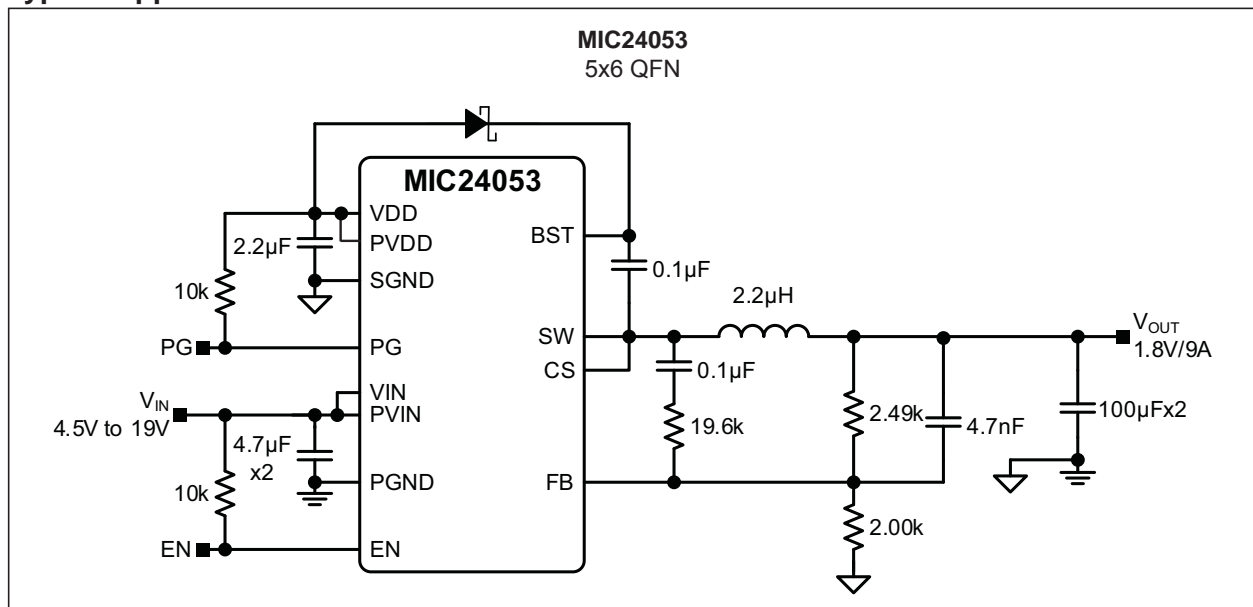 MIC24053
5x6 QFN
MIC24053
VDD
PVDD
2.2µF
SGND
10k
PG
PG
BST
0.1µF
2.2µH
SW
CS
0.1µF
19.6k
VOUT
1.8V/9A
2.49k
4.7nF
100µFx2
VIN
4.5V to 19V
VIN
PVIN
4.7µF
x2
PGND
10k
EN
EN
FB
2.00k